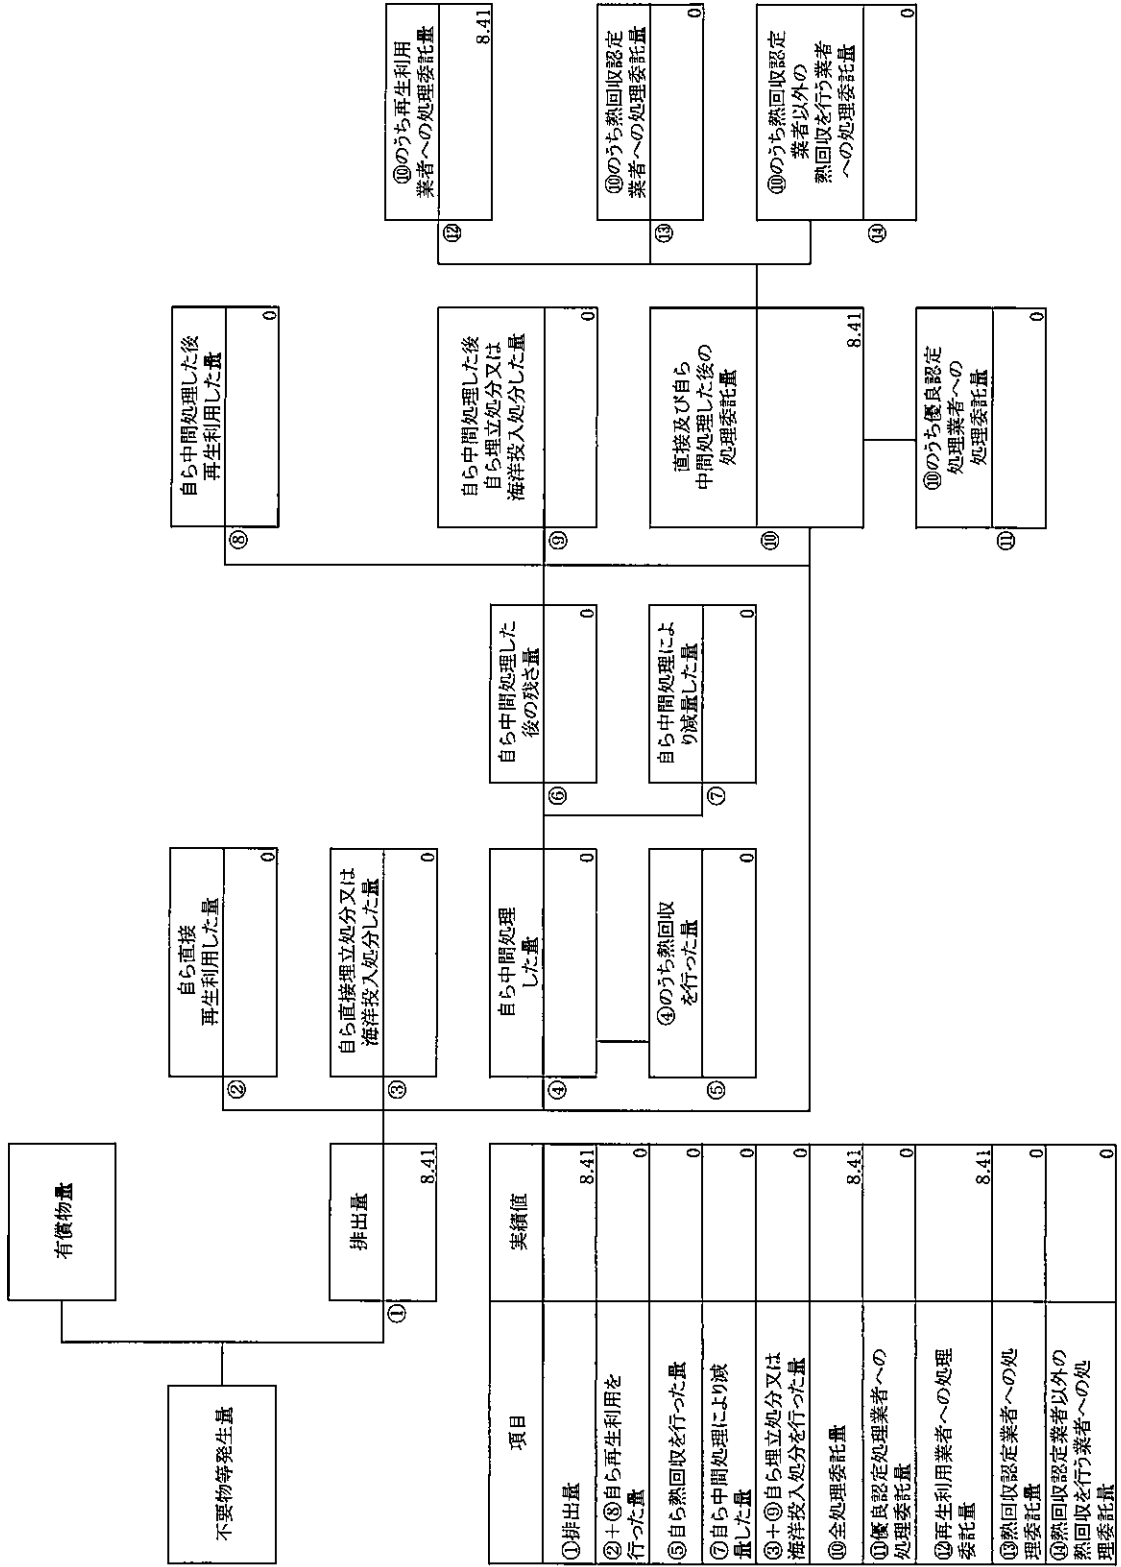 不要物等発生量
有償物量
①
排出量
8.41
②
自ら直接
再生利用した量
0
③
自ら直接埋立処分又は
海洋投入処分した量
0
④
自ら中間処理
した量
0
⑤
④のうち熱回収
を行った量
0
⑥
自ら中間処理した
後の残さ量
0
⑦
自ら中間処理によ
り減量した量
0
⑧
自ら中間処理した後
再生利用した量
0
⑨
自ら中間処理した後
自ら埋立処分又は
海洋投入処分した量
0
⑩
直接及び自ら
中間処理した後の
処理委託量
8.41
⑪
⑩のうち優良認定
処理業者への
処理委託量
0
⑫
⑩のうち再生利用
業者への処理委託量
8.41
⑬
⑩のうち熱回収認定
業者への処理委託量
0
⑭
⑩のうち熱回収認定
業者以外の
熱回収を行う業者
への処理委託量
0
項目
実績値
①排出量
8.41
②+⑧自ら再生利用を
行った量
0
⑤自ら熱回収を行った量
0
⑦自ら中間処理により減
量した量
0
③+⑨自ら埋立処分又は
海洋投入処分を行った量
0
⑩全処理委託量
8.41
⑪優良認定処理業者への
処理委託量
0
⑫再生利用業者への処理
委託量
8.41
⑬熱回収認定業者への処
理委託量
0
⑭熱回収認定業者以外の
熱回収を行う業者への処
理委託量
0